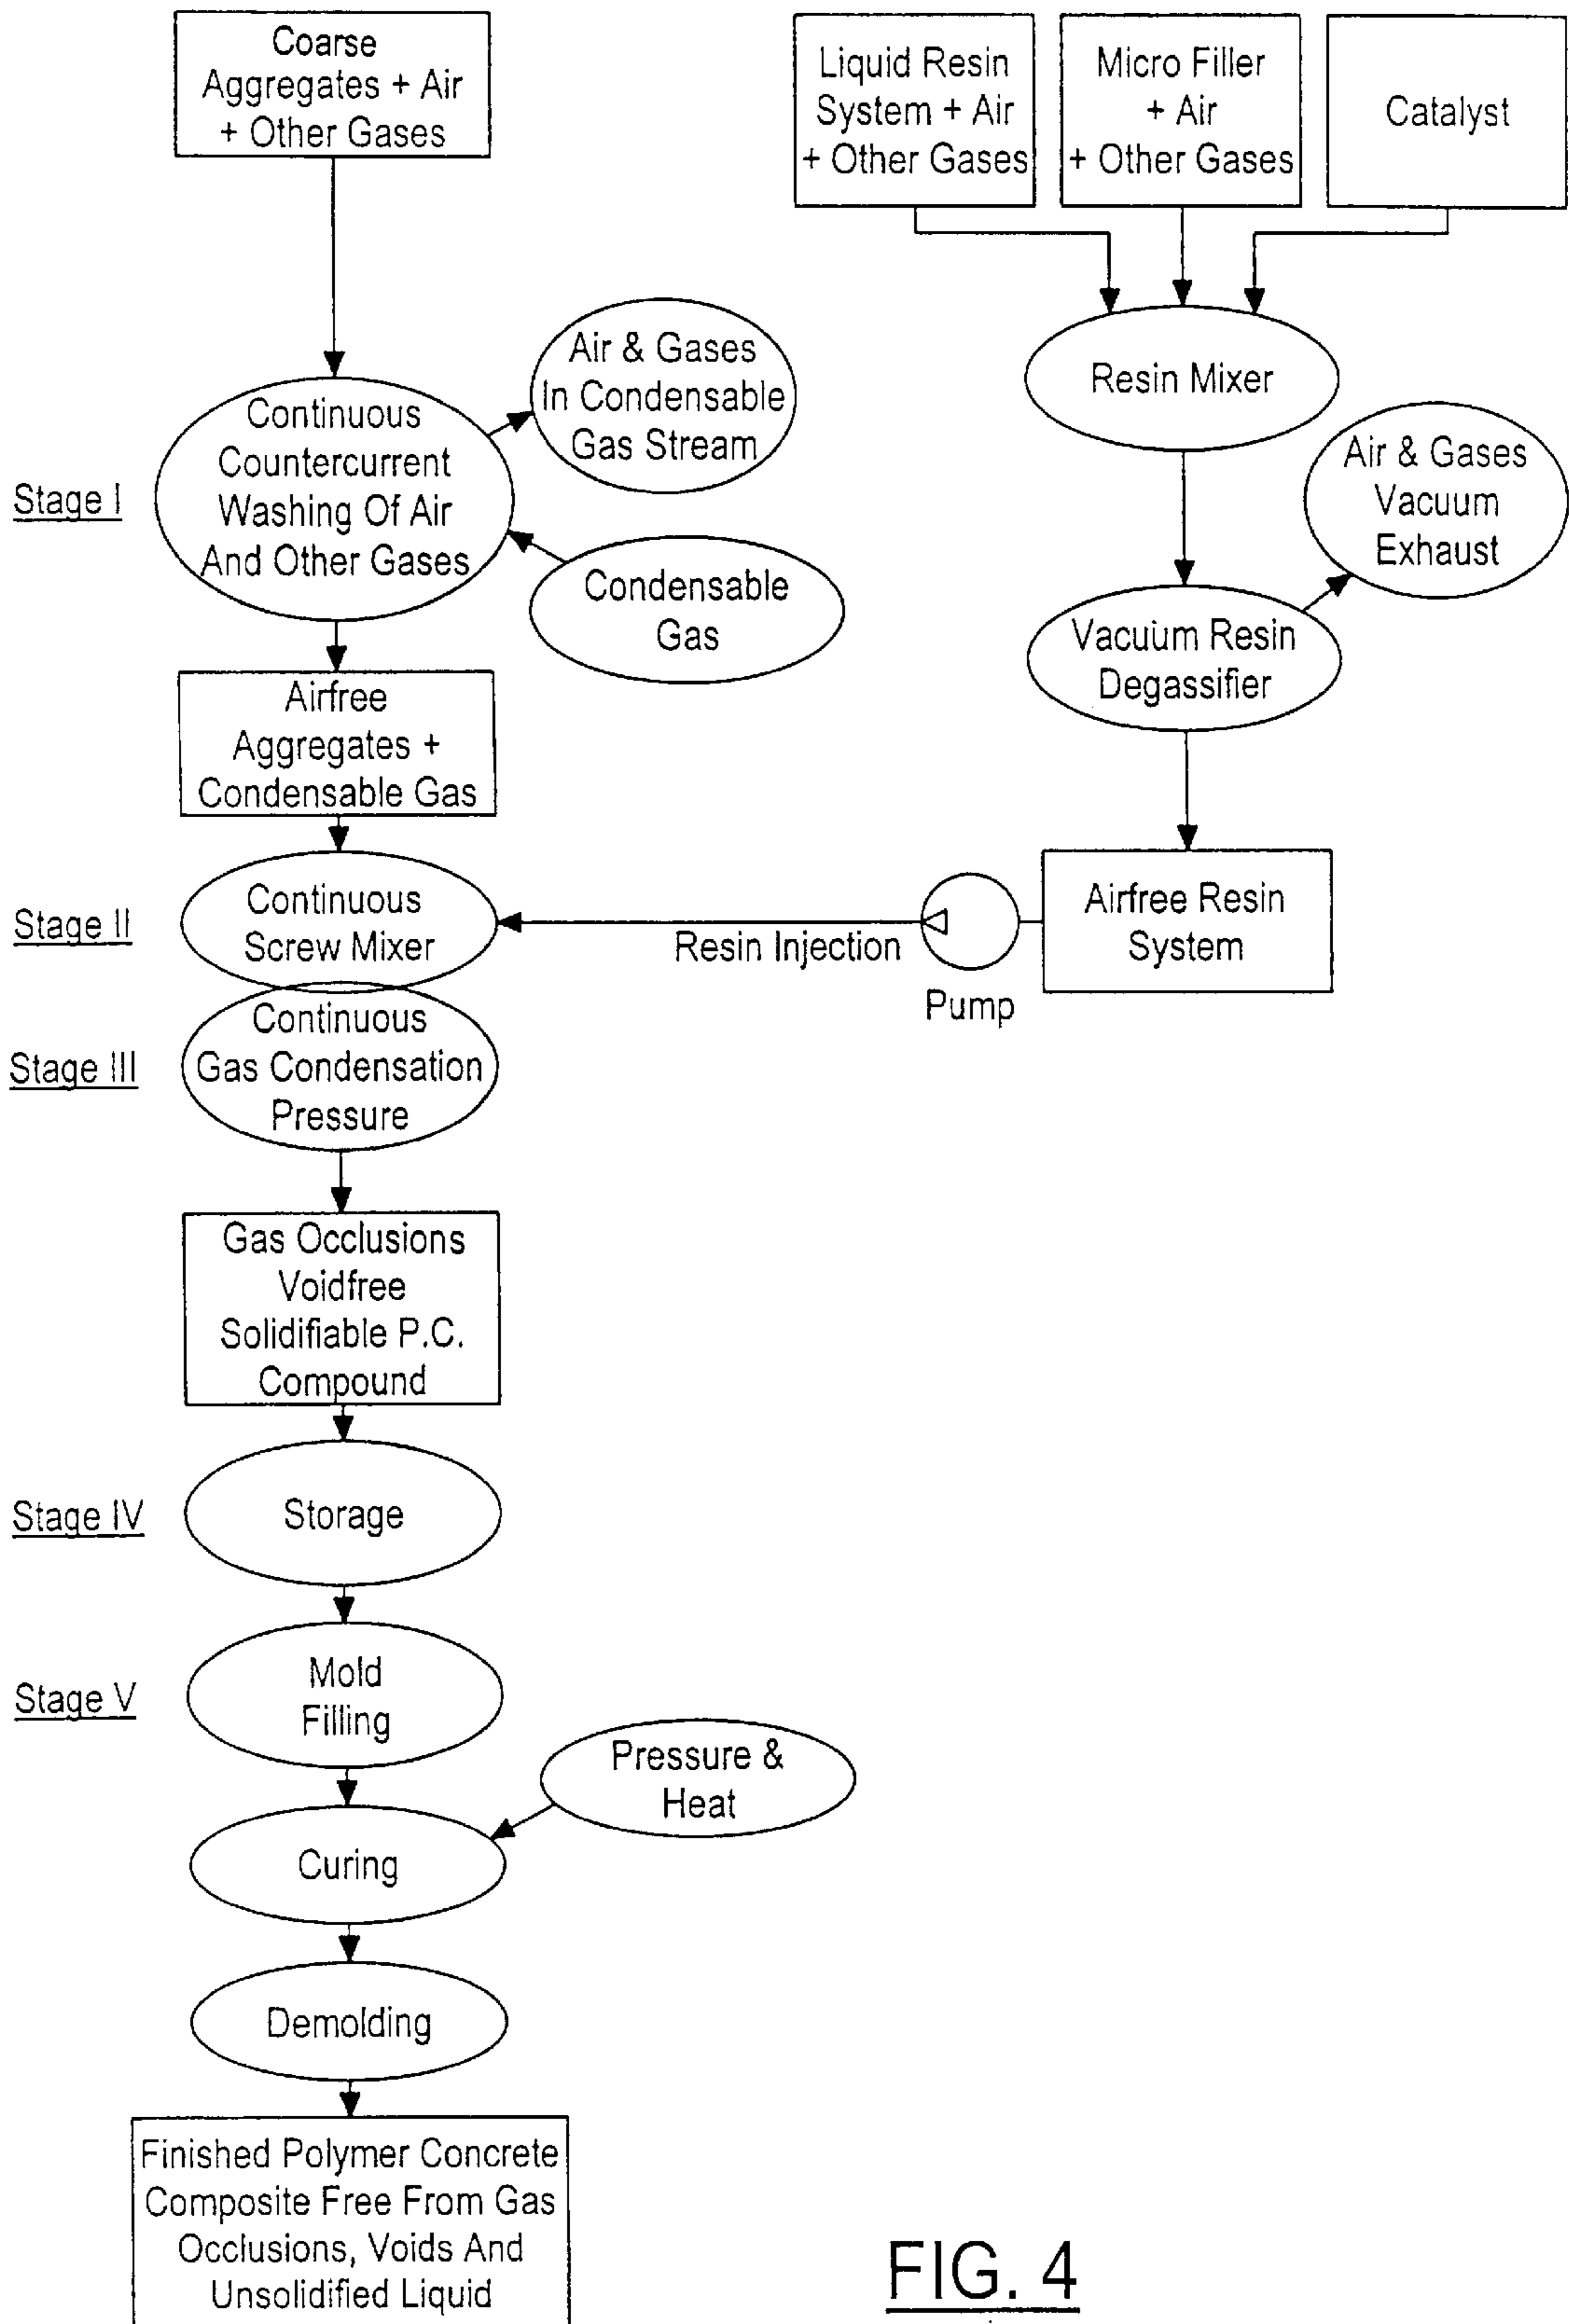 Coarse
Aggregates + Air
+ Other Gases
Liquid Resin
System + Air
+ Other Gases
Micro Filler
+ Air
+ Other Gases
Catalyst
Resin Mixer
Air & Gases
In Condensable
Gas Stream
Stage I
Continuous
Countercurrent
Washing Of Air
And Other Gases
Condensable
Gas
Air & Gases
Vacuum
Exhaust
Vacuum Resin
Degassifier
Airfree
Aggregates +
Condensable Gas
Stage II
Continuous
Screw Mixer
Resin Injection
Pump
Airfree Resin
System
Stage III
Continuous
Gas Condensation
Pressure
Gas Occlusions
Voidfree
Solidifiable P.C.
Compound
Stage IV
Storage
Stage V
Mold
Filling
Pressure &
Heat
Curing
Demolding
Finished Polymer Concrete
Composite Free From Gas
Occlusions, Voids And
Unsolidified Liquid
FIG. 4